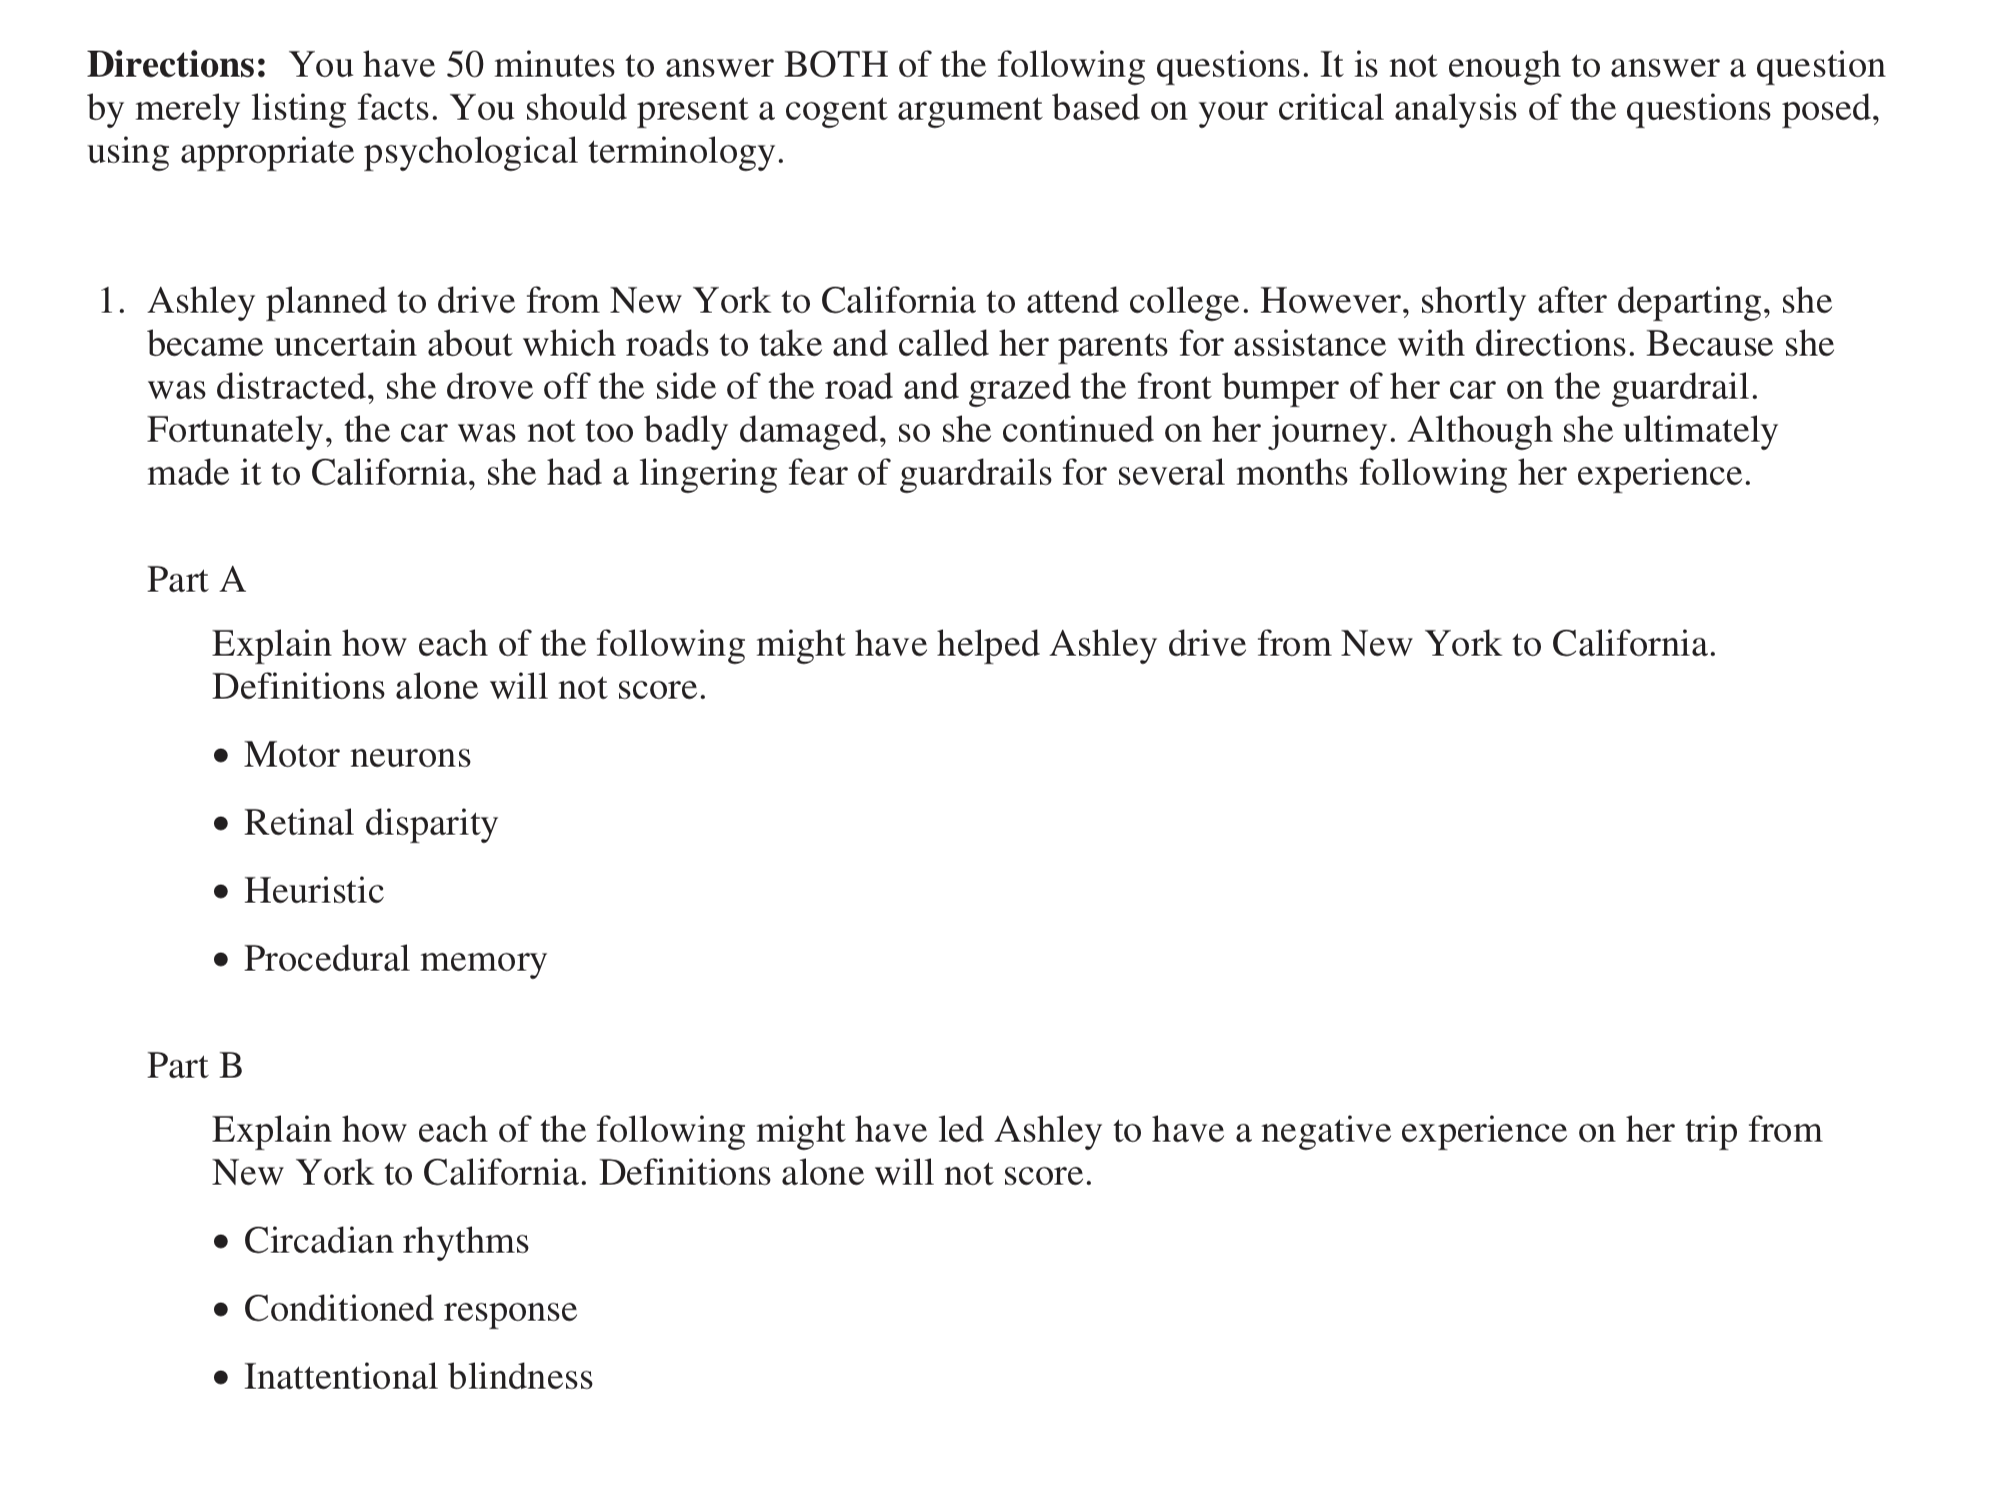 Directions: You have 50 minutes to answer BOTH of the following questions. It is not enough to answer a question
by merely listing facts. You should present a cogent argument based on your critical analysis of the questions posed,
using appropriate psychological terminology.
1. Ashley planned to drive from New York to California to attend college. However, shortly after departing, she
became uncertain about which roads to take and called her parents for assistance with directions. Because she
was distracted, she drove off the side of the road and grazed the front bumper of her car on the guardrail.
Fortunately, the car was not too badly damaged, so she continued on her journey. Although she ultimately
made it to California, she had a lingering fear of guardrails for several months following her experience.
Part A
Explain how each of the following might have helped Ashley drive from New York to California.
Definitions alone will not score.
• Motor neurons
• Retinal disparity
• Heuristic
• Procedural memory
Part B
Explain how each of the following might have led Ashley to have a negative experience on her trip from
New York to California. Definitions alone will not score.
• Circadian rhythms
• Conditioned response
• Inattentional blindness